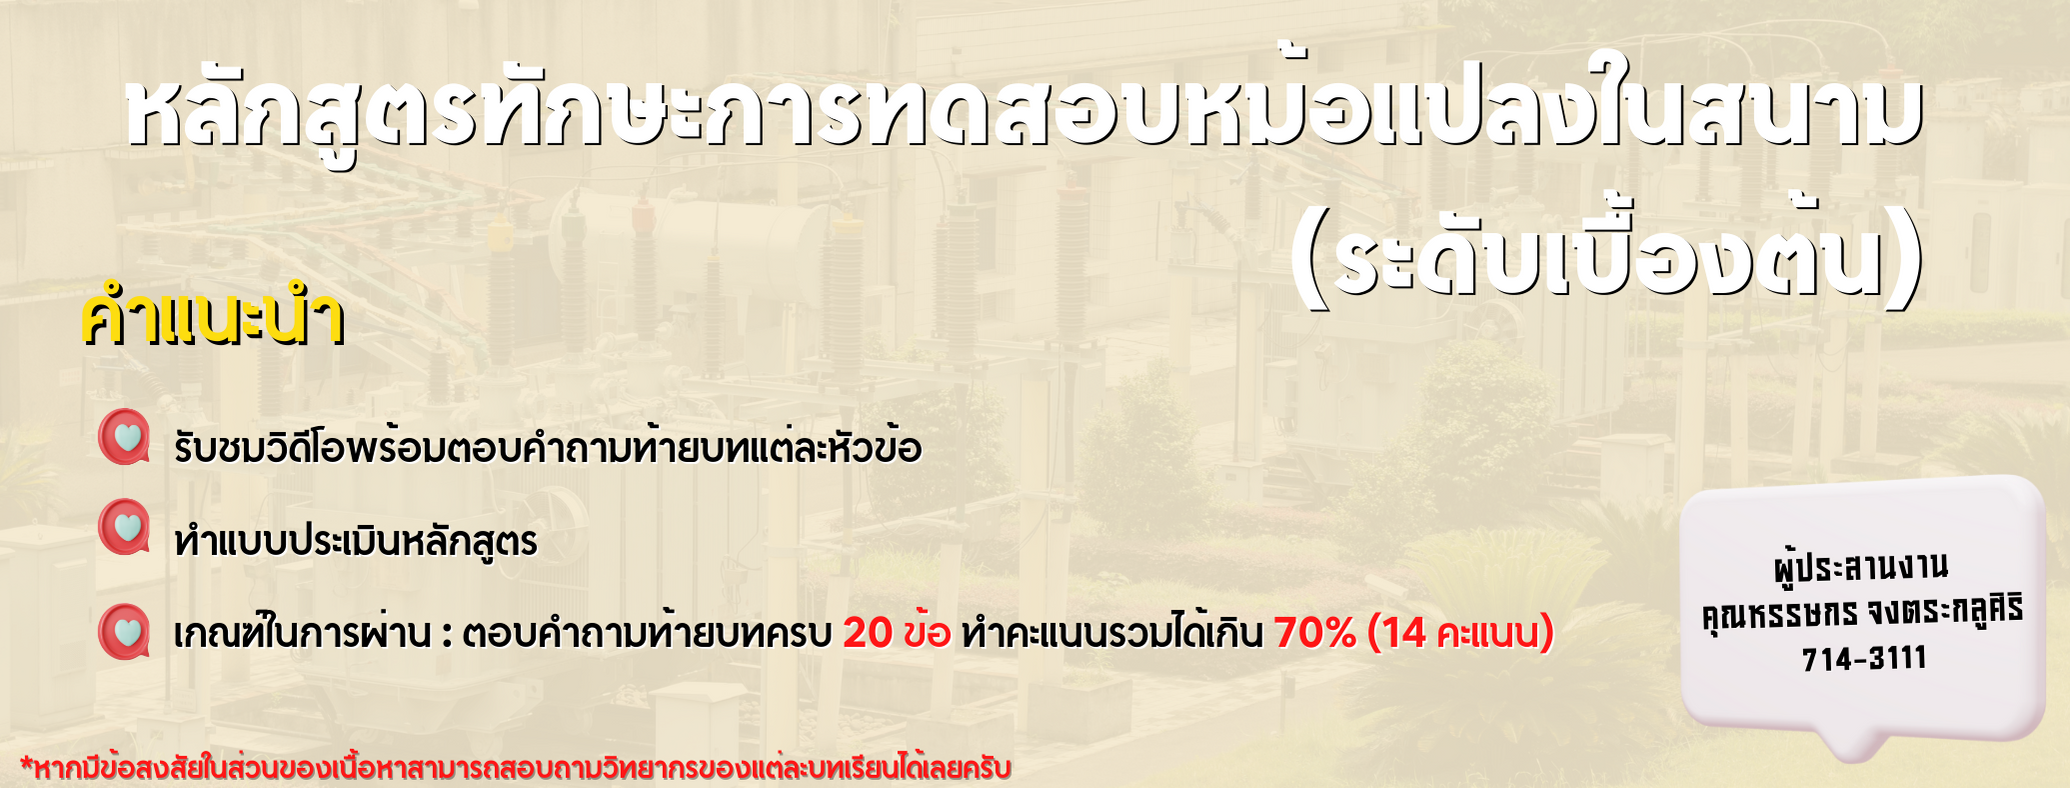 หลักสูตรทักษะการทดสอบหม้อแปลงในสนาม
(ระดับเบื้องต้น)
คำแนะนำ
รับชมวิดีโอพร้อมตอบคำถามท้ายบทแต่ละหัวข้อ
ทำแบบประเมินหลักสูตร
เกณฑ์ในการผ่าน : ตอบคำถามท้ายบทครบ 20 ข้อ ทำคะแนนรวมได้เกิน 70% (14 คะแนน)
ผู้ประสานงาน
คุณหรรษกร จงตระกลูศิริ
714-3111
*หากมีข้อสงสัยในส่วนของเนื้อหาสามารถสอบถามวิทยากรของแต่ละบทเรียนได้เลยครับ